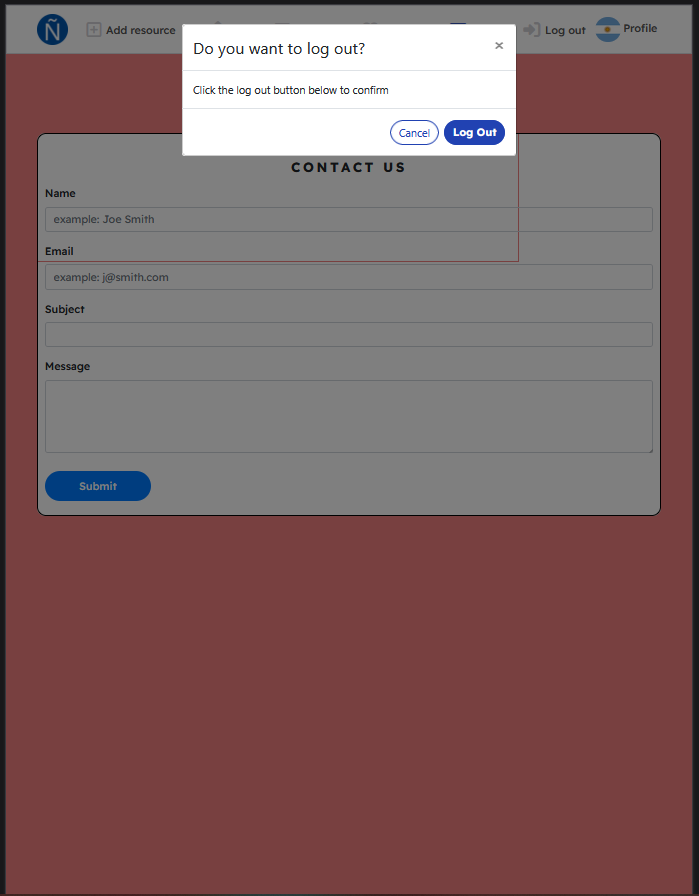 Ñ
Add resource
Log out
Profile
Do you want to log out?
×
Click the log out button below to confirm
Cancel
Log Out
CONTACT US
Name
example: Joe Smith
Email
example: j@smith.com
Subject
Message
Submit